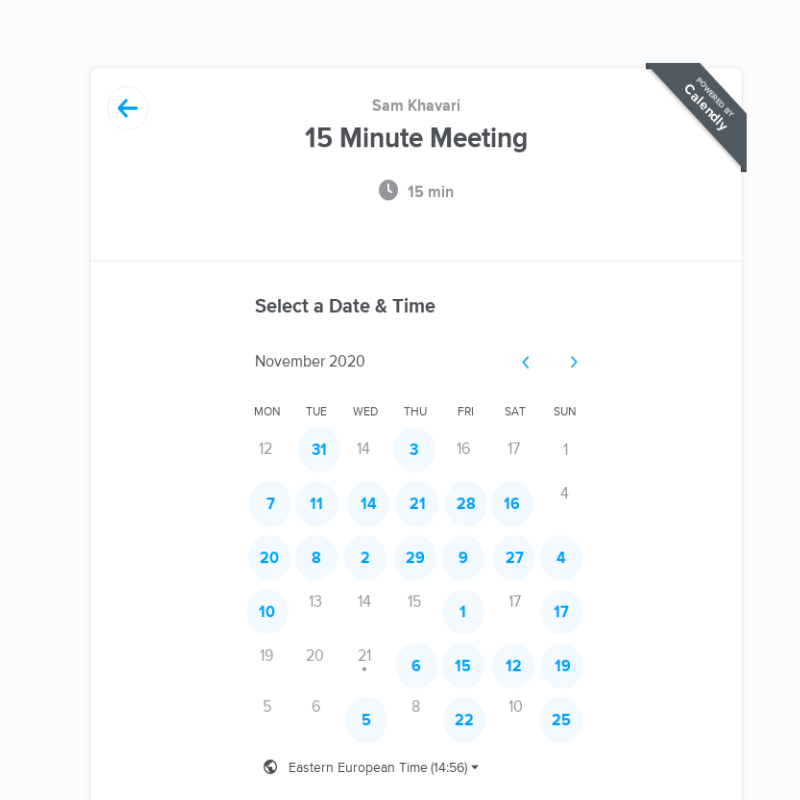 POWERED BY
Calendly
Sam Khavari
15 Minute Meeting
15 min
Select a Date & Time
November 2020
MON TUE WED THU FRI SAT SUN
12 31 14 3 16 17 1
7 11 14 21 28 16 4
20 8 2 29 9 27 4
10 13 14 15 1 17 17
19 20 21 6 15 12 19
5 6 5 8 22 10 25
Eastern European Time (14:56)